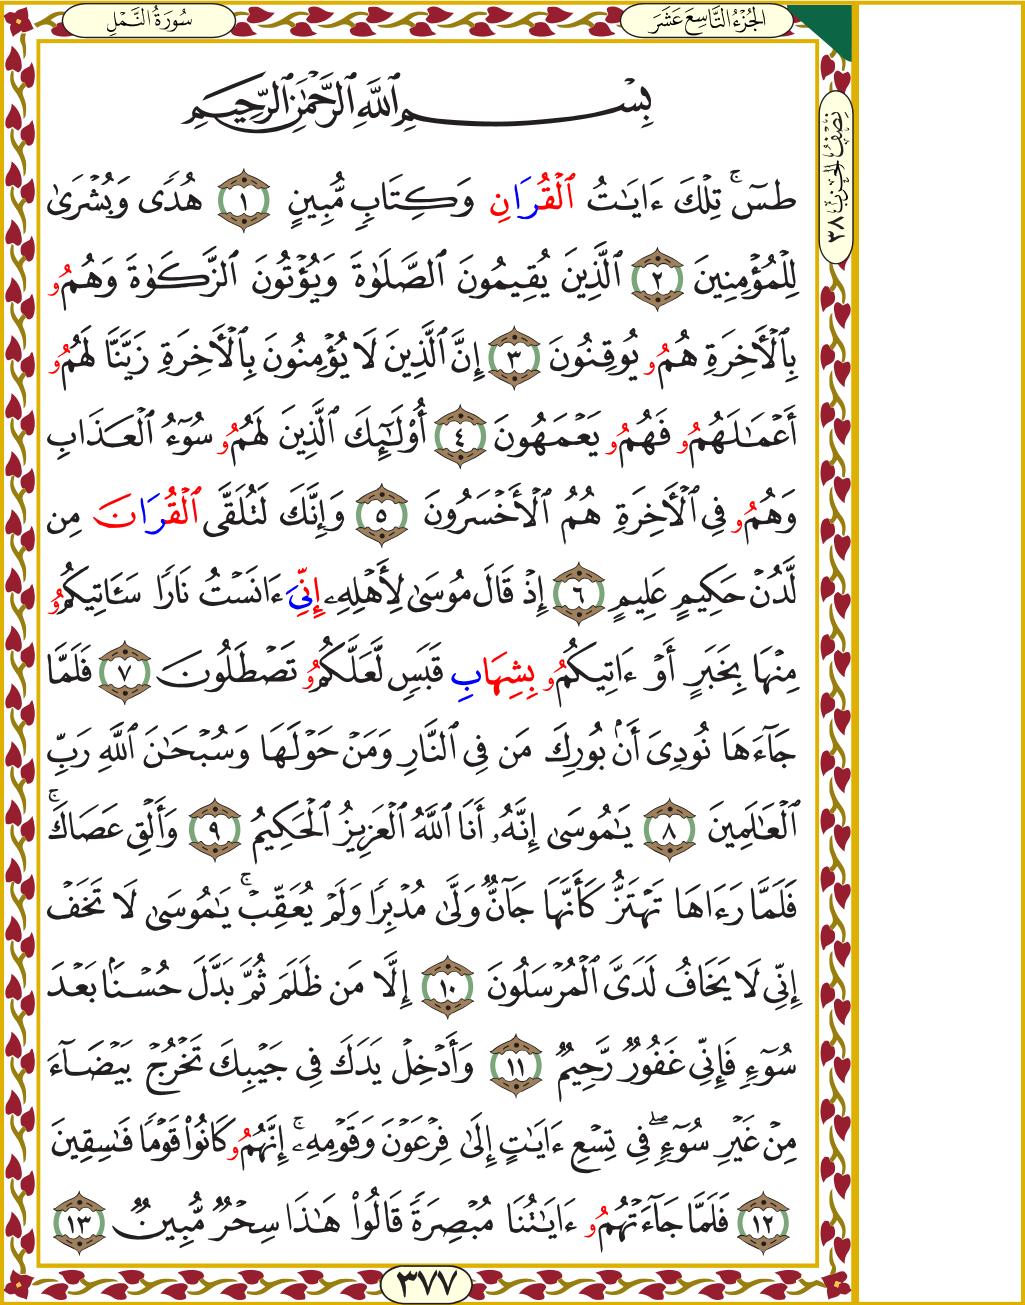 سُورَةُ النَّمْلِ
الجُزْءُ التَّاسِعَ عَشَرَ
نِصْفُ الحِزْبِ ٣٨
بِسْمِ ٱللَّهِ ٱلرَّحْمَٰنِ ٱلرَّحِيمِ
طسٓۚ تِلْكَ ءَايَٰتُ ٱلْقُرَانِ وَكِتَابٍ مُّبِينٍ ١ هُدًى وَبُشْرَىٰ
لِلْمُؤْمِنِينَ ٢ ٱلَّذِينَ يُقِيمُونَ ٱلصَّلَوٰةَ وَيُؤْتُونَ ٱلزَّكَوٰةَ وَهُمُو
بِٱلْأَخِرَةِ هُمُو يُوقِنُونَ ٣ إِنَّ ٱلَّذِينَ لَا يُؤْمِنُونَ بِٱلْأَخِرَةِ زَيَّنَّا لَهُمُو
أَعْمَٰلَهُمُو فَهُمُو يَعْمَهُونَ ٤ أُوْلَٰٓئِكَ ٱلَّذِينَ لَهُمُو سُوٓءُ ٱلْعَذَابِ
وَهُمُو فِي ٱلْأَخِرَةِ هُمُ ٱلْأَخْسَرُونَ ٥ وَإِنَّكَ لَتُلَقَّى ٱلْقُرَانَ مِن
لَّدُنْ حَكِيمٍ عَلِيمٍ ٦ إِذْ قَالَ مُوسَىٰ لِأَهْلِهِۦ إِنِّيَ ءَانَسْتُ نَارًا سَـَٔاتِيكُمُو
مِنْهَا بِخَبَرٍ أَوْ ءَاتِيكُمُو بِشِهَابِ قَبَسٍ لَّعَلَّكُمُو تَصْطَلُونَ ٧ فَلَمَّا
جَآءَهَا نُودِيَ أَنۢ بُورِكَ مَن فِي ٱلنَّارِ وَمَنْ حَوْلَهَا وَسُبْحَٰنَ ٱللَّهِ رَبِّ
ٱلْعَٰلَمِينَ ٨ يَٰمُوسَىٰ إِنَّهُۥ أَنَا ٱللَّهُ ٱلْعَزِيزُ ٱلْحَكِيمُ ٩ وَأَلْقِ عَصَاكَۚ
فَلَمَّا رَءَاهَا تَهْتَزُّ كَأَنَّهَا جَآنٌّ وَلَّىٰ مُدْبِرًا وَلَمْ يُعَقِّبْۚ يَٰمُوسَىٰ لَا تَخَفْ
إِنِّي لَا يَخَافُ لَدَيَّ ٱلْمُرْسَلُونَ ١٠ إِلَّا مَن ظَلَمَ ثُمَّ بَدَّلَ حُسْنًۢا بَعْدَ
سُوٓءٍ فَإِنِّي غَفُورٌ رَّحِيمٌ ١١ وَأَدْخِلْ يَدَكَ فِي جَيْبِكَ تَخْرُجْ بَيْضَآءَ
مِنْ غَيْرِ سُوٓءٍۖ فِي تِسْعِ ءَايَٰتٍ إِلَىٰ فِرْعَوْنَ وَقَوْمِهِۦٓۚ إِنَّهُمُو كَانُوا۟ قَوْمًا فَٰسِقِينَ
١٢ فَلَمَّا جَآءَتْهُمُو ءَايَٰتُنَا مُبْصِرَةً قَالُوا۟ هَٰذَا سِحْرٌ مُّبِينٌ ١٣
٣٧٧